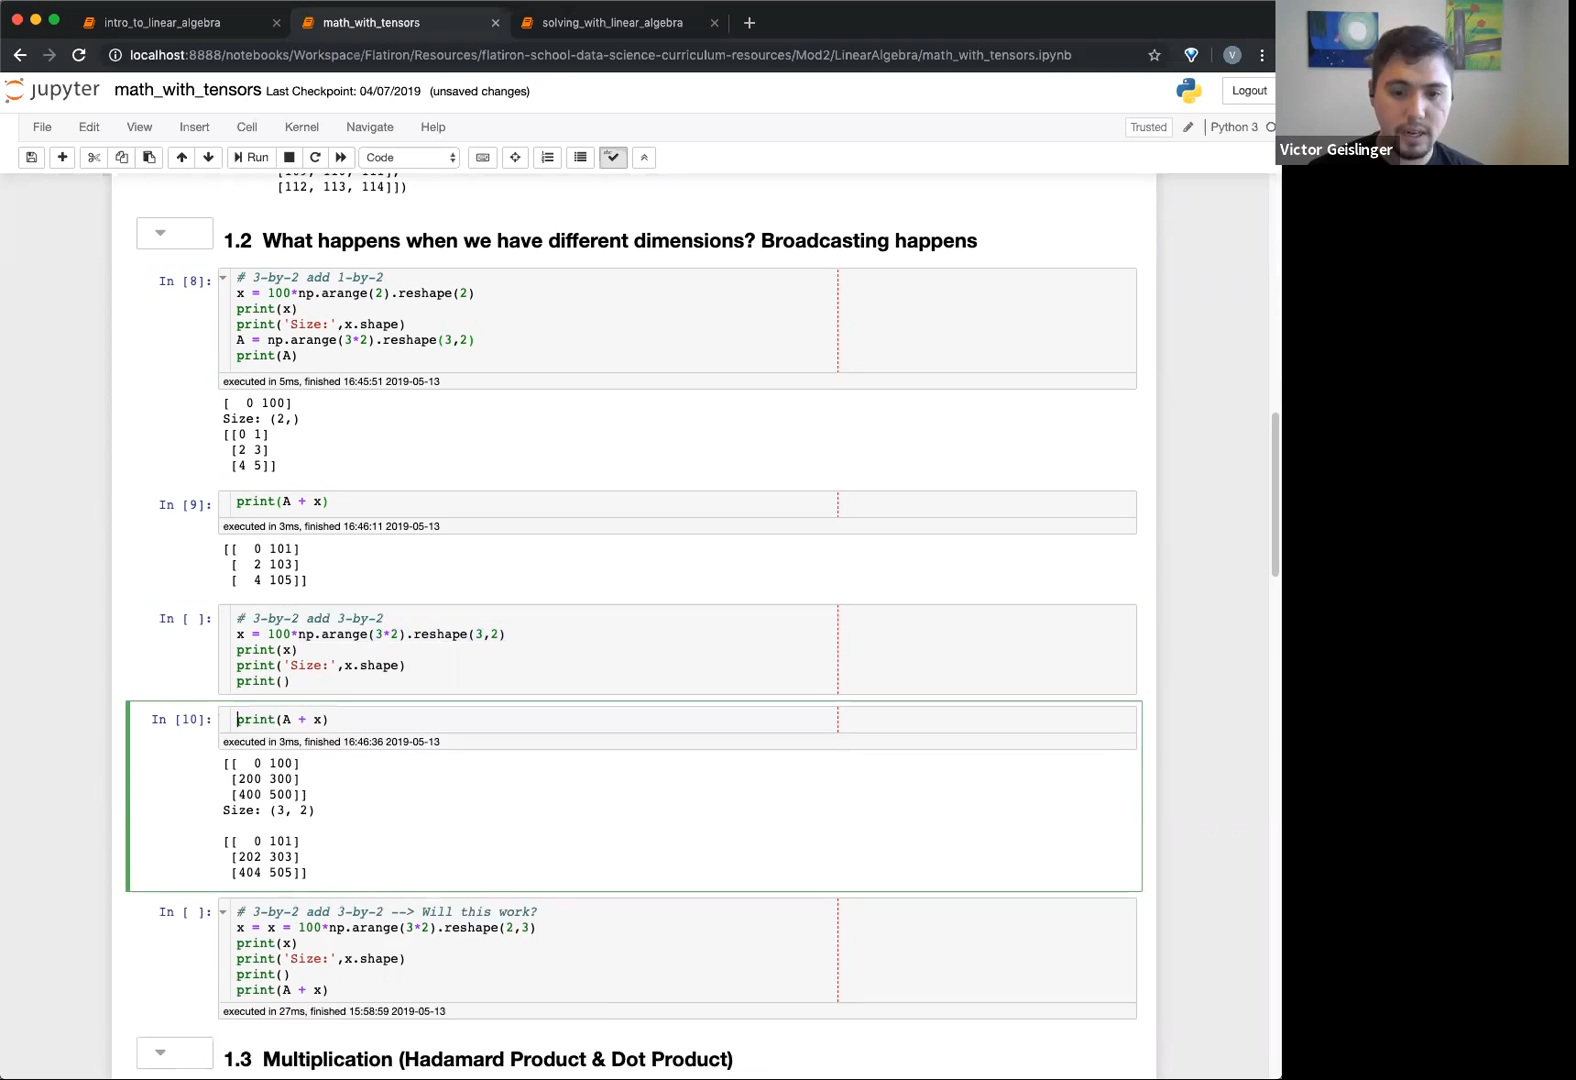 intro_to_linear_algebra
math_with_tensors
solving_with_linear_algebra
localhost:8888/notebooks/Workspace/Flatiron/Resources/flatiron-school-data-science-curriculum-resources/Mod2/LinearAlgebra/math_with_tensors.ipynb
V
jupyter math_with_tensors Last Checkpoint: 04/07/2019 (unsaved changes)
Logout
File Edit View Insert Cell Kernel Navigate Help
Trusted Python 3
Run Code
Victor Geislinger
[112, 113, 114]])
1.2 What happens when we have different dimensions? Broadcasting happens
In [8]:
# 3-by-2 add 1-by-2
x = 100*np.arange(2).reshape(2)
print(x)
print('Size:',x.shape)
A = np.arange(3*2).reshape(3,2)
print(A)
executed in 5ms, finished 16:45:51 2019-05-13
[  0 100]
Size: (2,)
[[0 1]
[2 3]
[4 5]]
In [9]:
print(A + x)
executed in 3ms, finished 16:46:11 2019-05-13
[[  0 101]
[  2 103]
[  4 105]]
In [ ]:
# 3-by-2 add 3-by-2
x = 100*np.arange(3*2).reshape(3,2)
print(x)
print('Size:',x.shape)
print()
In [10]:
print(A + x)
executed in 3ms, finished 16:46:36 2019-05-13
[[  0 100]
[200 300]
[400 500]]
Size: (3, 2)
[[  0 101]
[202 303]
[404 505]]
In [ ]:
# 3-by-2 add 3-by-2 --> Will this work?
x = x = 100*np.arange(3*2).reshape(2,3)
print(x)
print('Size:',x.shape)
print()
print(A + x)
executed in 27ms, finished 15:58:59 2019-05-13
1.3 Multiplication (Hadamard Product & Dot Product)